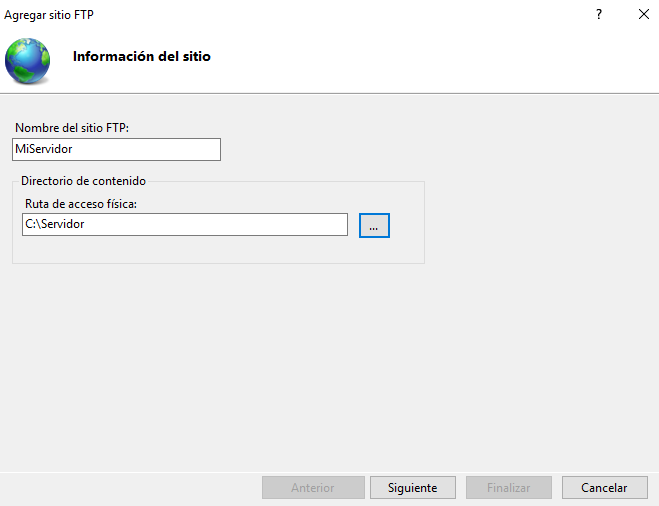 Agregar sitio FTP
?
Información del sitio
Nombre del sitio FTP:
MiServidor
Directorio de contenido
Ruta de acceso física:
C:\Servidor
...
Anterior
Siguiente
Finalizar
Cancelar